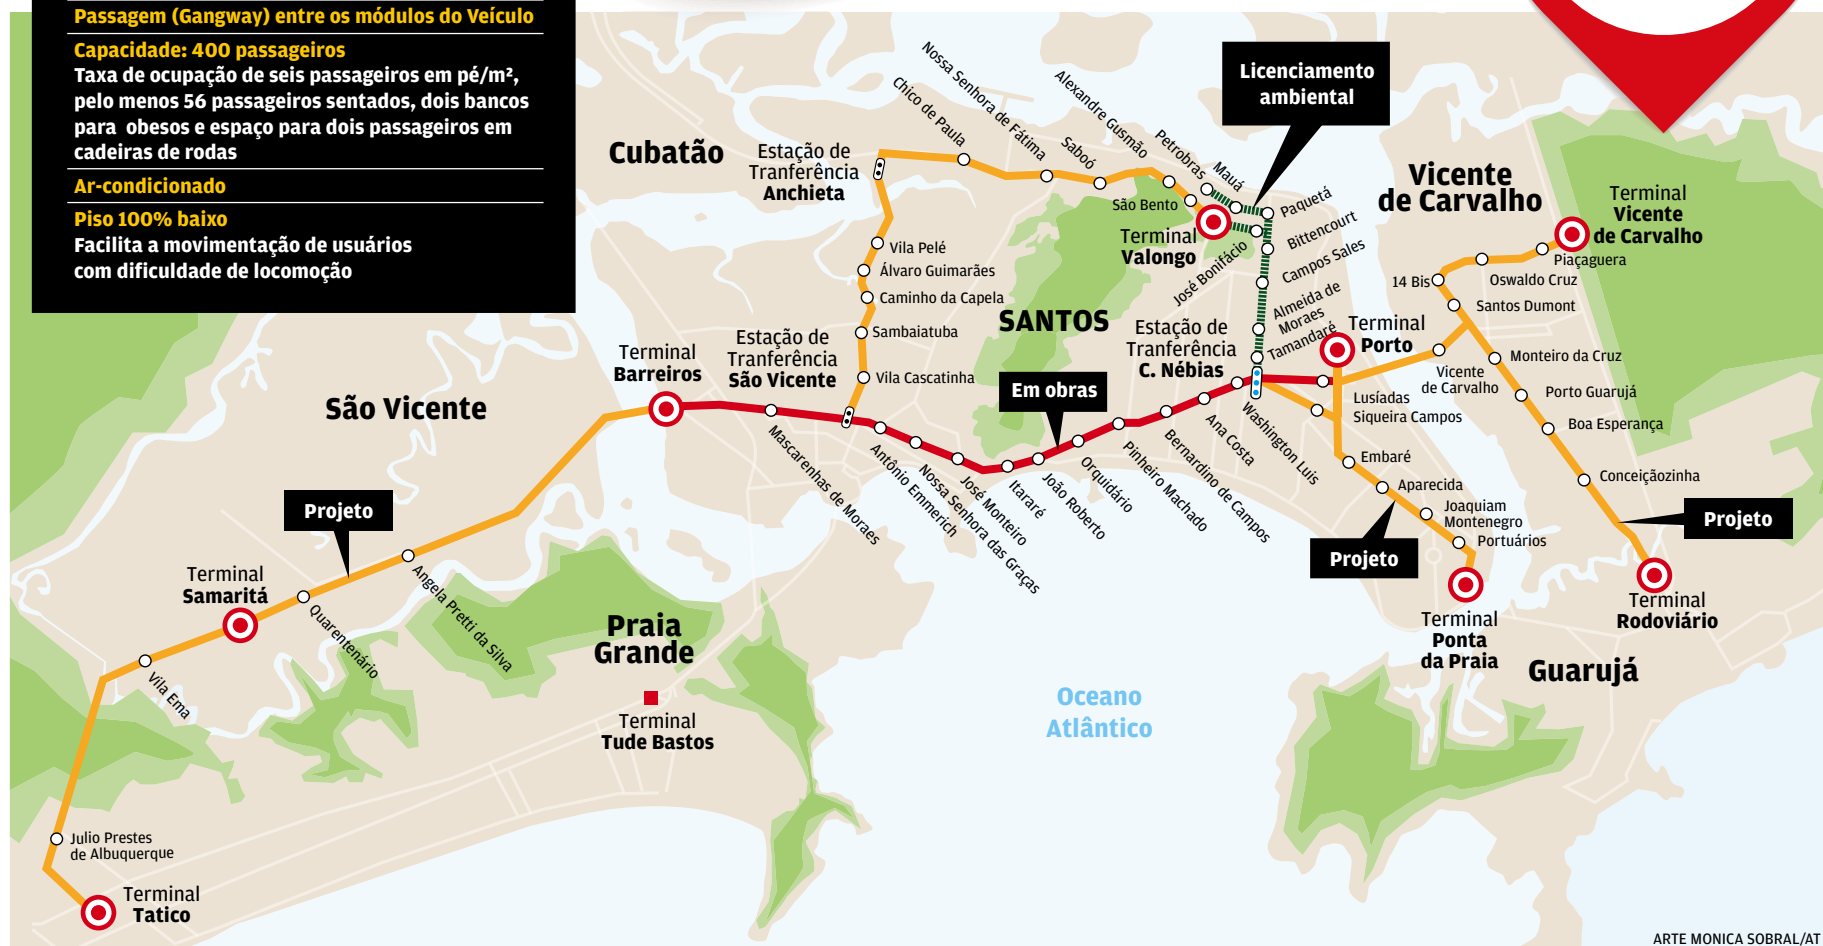 Passagem (Gangway) entre os módulos do Veículo
Capacidade: 400 passageiros
Taxa de ocupação de seis passageiros em pé/m²,
pelo menos 56 passageiros sentados, dois bancos
para obesos e espaço para dois passageiros em
cadeiras de rodas
Ar-condicionado
Piso 100% baixo
Facilita a movimentação de usuários
com dificuldade de locomoção
Cubatão
Estação de
Tranferência
Anchieta
Chico de Paula
Nossa Senhora de Fátima
Saboó
Alexandre Gusmão
Petrobras
Mauá
Licenciamento
ambiental
Paquetá
Bittencourt
Campos Sales
São Bento
Terminal
Valongo
José Bonifácio
Almeida de
Moraes
Tamandaré
Vicente
de Carvalho
Terminal
Vicente
de Carvalho
Piaçaguera
Oswaldo Cruz
14 Bis
Santos Dumont
Monteiro da Cruz
Vicente
de Carvalho
Porto Guarujá
Boa Esperança
Conceiçãozinha
Projeto
Terminal
Rodoviário
Guarujá
Vila Pelé
Álvaro Guimarães
Caminho da Capela
Sambaiatuba
Vila Cascatinha
SANTOS
Estação de
Tranferência
C. Nébias
Terminal
Porto
Lusíadas
Siqueira Campos
Embaré
Aparecida
Joaquiam
Montenegro
Portuários
Projeto
Terminal
Ponta
da Praia
Estação de
Tranferência
São Vicente
Terminal
Barreiros
São Vicente
Em obras
Mascarenhas de Moraes
Antônio Emmerich
Nossa Senhora das Graças
José Monteiro
Itararé
João Roberto
Orquidário
Pinheiro Machado
Bernardino de Campos
Ana Costa
Washington Luis
Projeto
Terminal
Samaritá
Angela Pretti da Silva
Quarentenário
Vila Ema
Praia
Grande
Terminal
Tude Bastos
Oceano
Atlântico
Julio Prestes
de Albuquerque
Terminal
Tatico
ARTE MONICA SOBRAL/AT